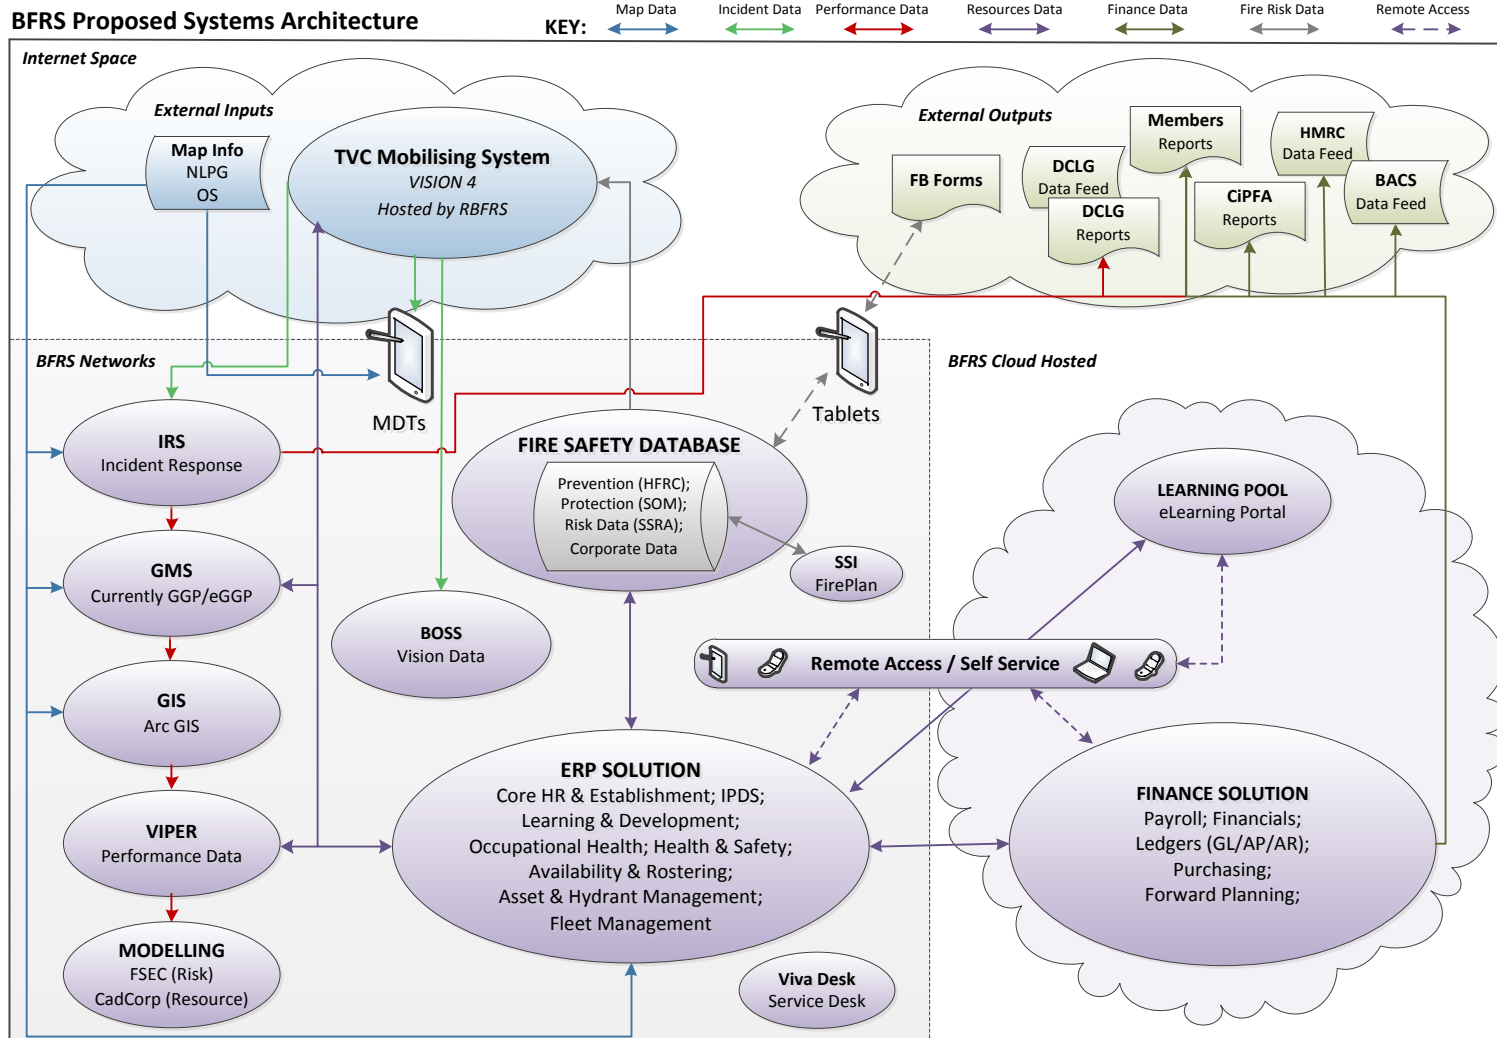 BFRS Proposed Systems Architecture
KEY:
Map Data
Incident Data
Performance Data
Resources Data
Finance Data
Fire Risk Data
Remote Access
Internet Space
External Inputs
Map Info
NLPG
OS
TVC Mobilising System
VISION 4
Hosted by RBFRS
External Outputs
FB Forms
DCLG
Data Feed
DCLG
Reports
Members
Reports
CiPFA
Reports
HMRC
Data Feed
BACS
Data Feed
BFRS Networks
MDTs
Tablets
BFRS Cloud Hosted
IRS
Incident Response
GMS
Currently GGP/eGGP
GIS
Arc GIS
VIPER
Performance Data
MODELLING
FSEC (Risk)
CadCorp (Resource)
FIRE SAFETY DATABASE
Prevention (HFRC);
Protection (SOM);
Risk Data (SSRA);
Corporate Data
SSI
FirePlan
BOSS
Vision Data
LEARNING POOL
eLearning Portal
Remote Access / Self Service
ERP SOLUTION
Core HR & Establishment; IPDS;
Learning & Development;
Occupational Health; Health & Safety;
Availability & Rostering;
Asset & Hydrant Management;
Fleet Management
FINANCE SOLUTION
Payroll; Financials;
Ledgers (GL/AP/AR);
Purchasing;
Forward Planning;
Viva Desk
Service Desk